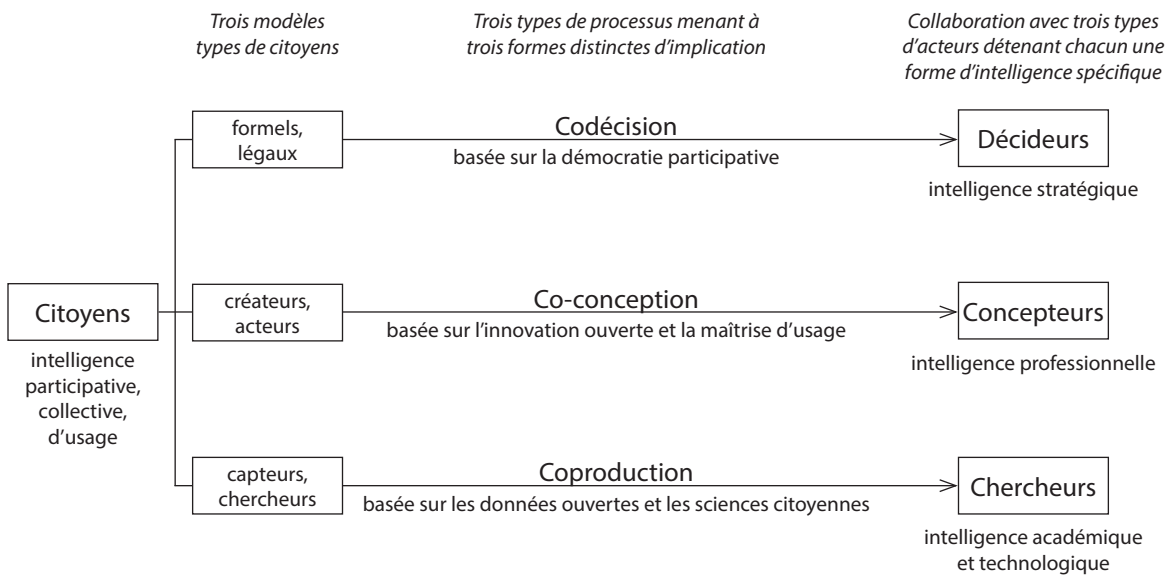 Trois modèles
types de citoyens
Trois types de processus menant à
trois formes distinctes d'implication
Collaboration avec trois types
d'acteurs détenant chacun une
forme d'intelligence spécifique
formels,
légaux
Codécision
basée sur la démocratie participative
Décideurs
intelligence stratégique
Citoyens
intelligence
participative,
collective,
d'usage
créateurs,
acteurs
Co-conception
basée sur l'innovation ouverte et la maîtrise d'usage
Concepteurs
intelligence professionnelle
capteurs,
chercheurs
Coproduction
basée sur les données ouvertes et les sciences citoyennes
Chercheurs
intelligence académique
et technologique